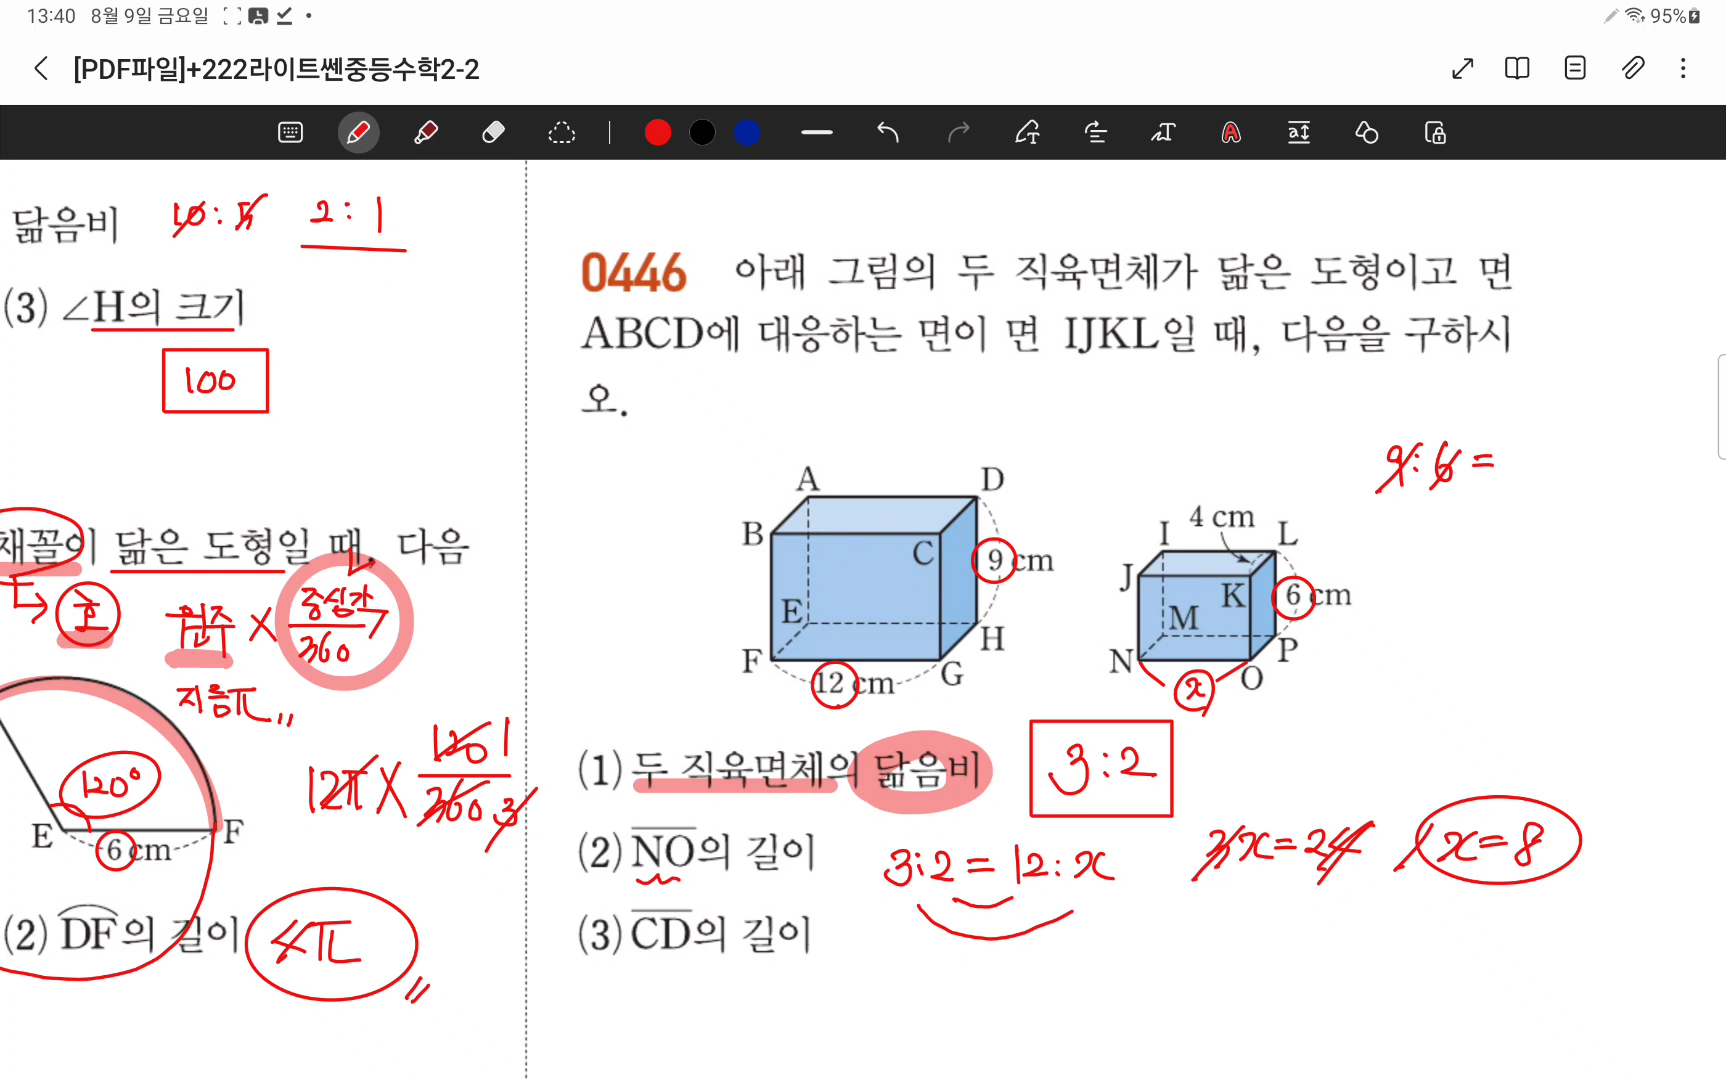 13:40 8월 9일 금요일
95%
[PDF파일]+222라이트쎈중등수학2-2
닮음비 10:5 2:1
(3) ∠H의 크기
100
채꼴이 닮은 도형일 때, 다음
호 원주 × 중심각/360
지름π
120°
E 6 cm F
12π × 120 1/360 3
(2) DF의 길이 4π
0446 아래 그림의 두 직육면체가 닮은 도형이고 면
ABCD에 대응하는 면이 면 IJKL일 때, 다음을 구하시
오.
9:6=
A D
B C 9 cm
E H
F 12 cm G
4 cm
I L
J K 6 cm
M P
N x O
(1) 두 직육면체의 닮음비 3:2
(2) NO의 길이 3:2=12:x 3x=24 x=8
(3) CD의 길이